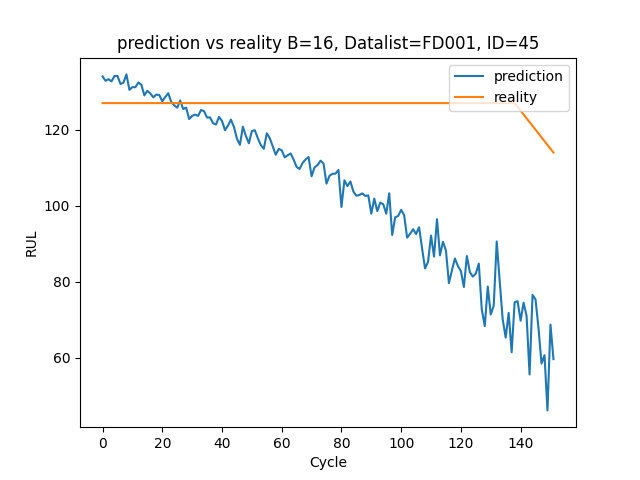 prediction vs reality B=16, Datalist=FD001, ID=45
prediction
reality
RUL
120
100
80
60
0 20 40 60 80 100 120 140
Cycle